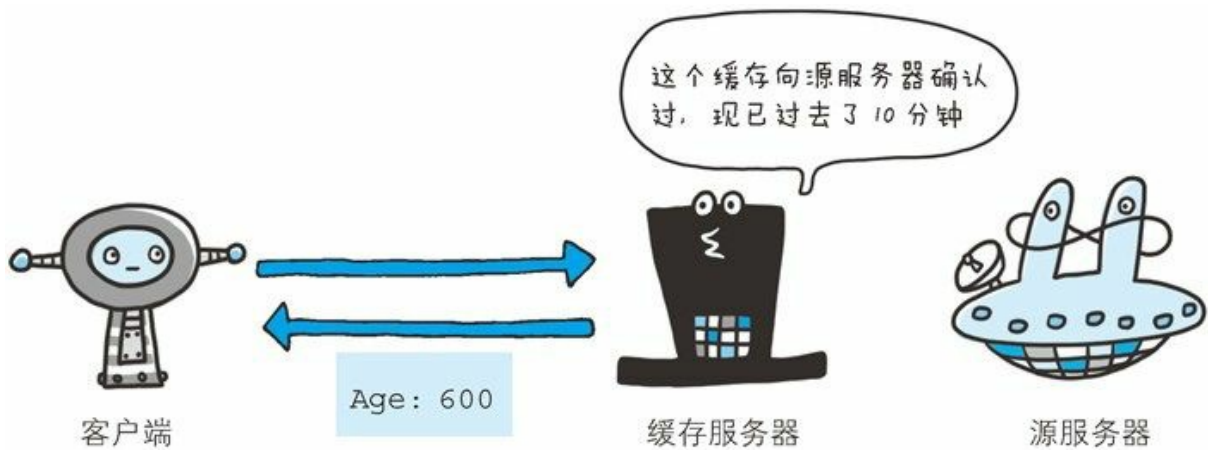 这个缓存向源服务器确认
过，现已过去了10分钟
Age: 600
客户端
缓存服务器
源服务器